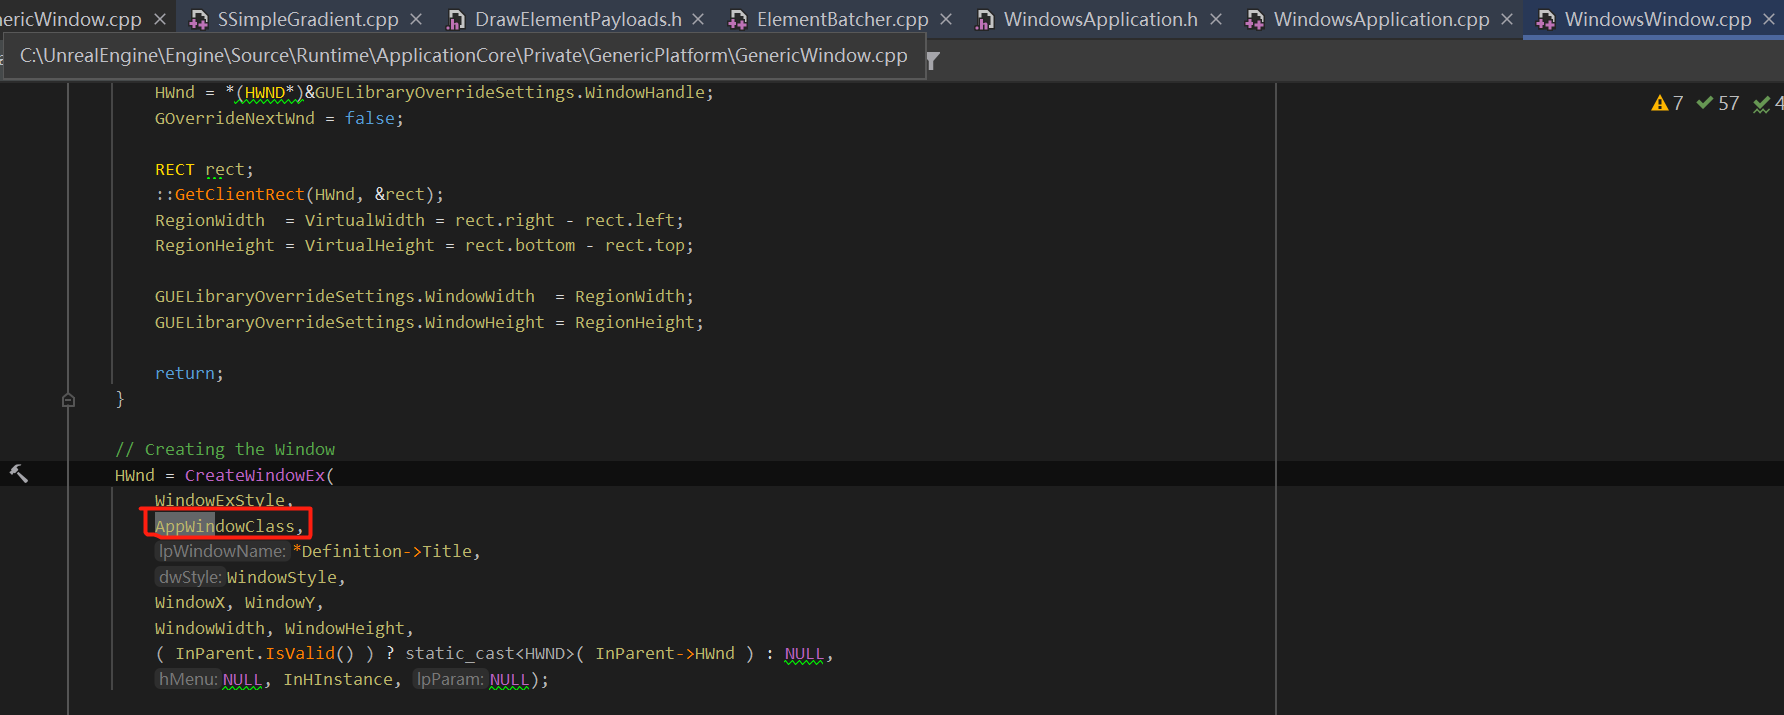 nericWindow.cpp × SSimpleGradient.cpp × DrawElementPayloads.h × ElementBatcher.cpp × WindowsApplication.h × WindowsApplication.cpp × WindowsWindow.cpp ×
C:\UnrealEngine\Engine\Source\Runtime\ApplicationCore\Private\GenericPlatform\GenericWindow.cpp
HWnd = *(HWND*)&GUELibraryOverrideSettings.WindowHandle;
7 57 4
GOverrideNextWnd = false;
RECT rect;
::GetClientRect(HWnd, &rect);
RegionWidth  = VirtualWidth = rect.right - rect.left;
RegionHeight = VirtualHeight = rect.bottom - rect.top;
GUELibraryOverrideSettings.WindowWidth  = RegionWidth;
GUELibraryOverrideSettings.WindowHeight = RegionHeight;
return;
}
// Creating the Window
HWnd = CreateWindowEx(
WindowExStyle,
AppWindowClass,
lpWindowName: *Definition->Title,
dwStyle: WindowStyle,
WindowX, WindowY,
WindowWidth, WindowHeight,
( InParent.IsValid() ) ? static_cast<HWND>( InParent->HWnd ) : NULL,
hMenu: NULL, InHInstance, lpParam: NULL);